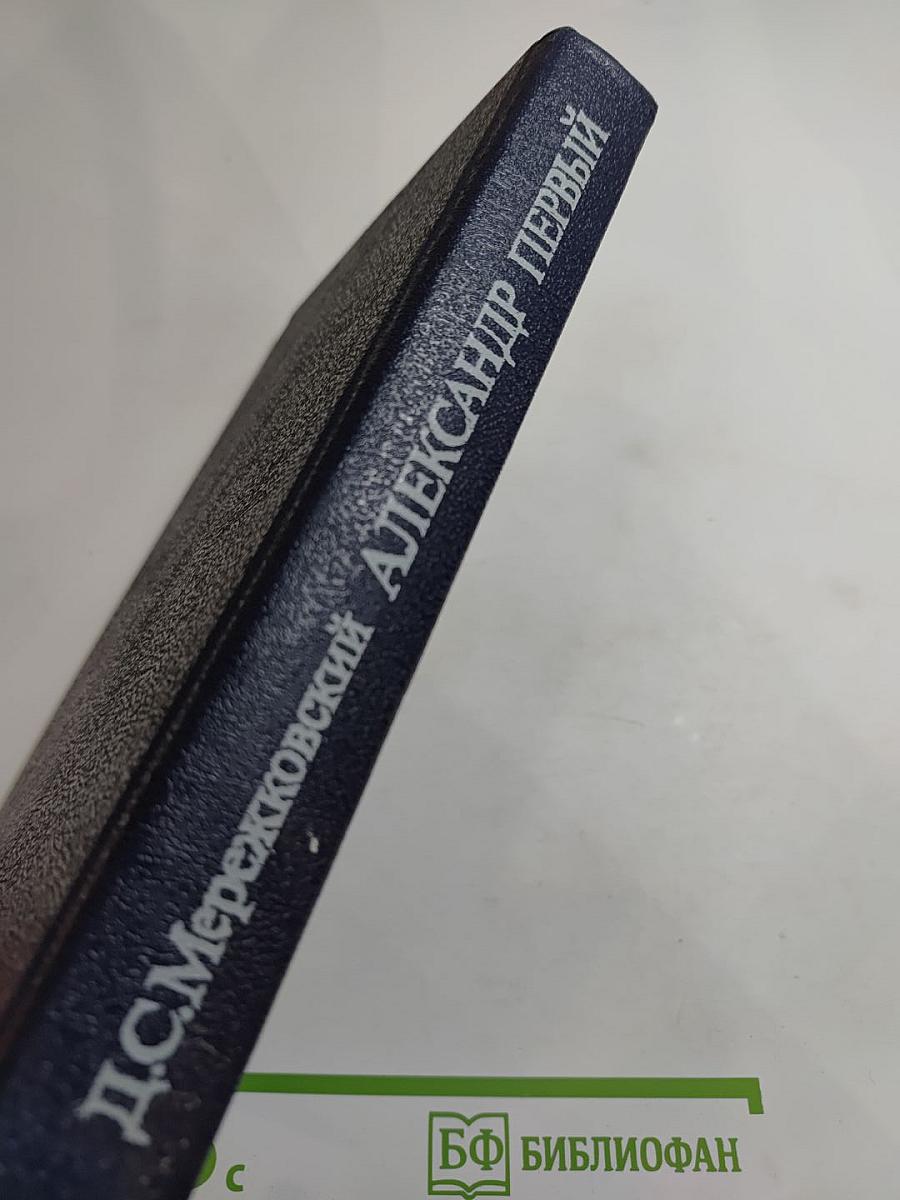 Д.С.Мережковский АЛЕКСАНДР ПЕРВЫЙ
с
БФ БИБЛИОФАН